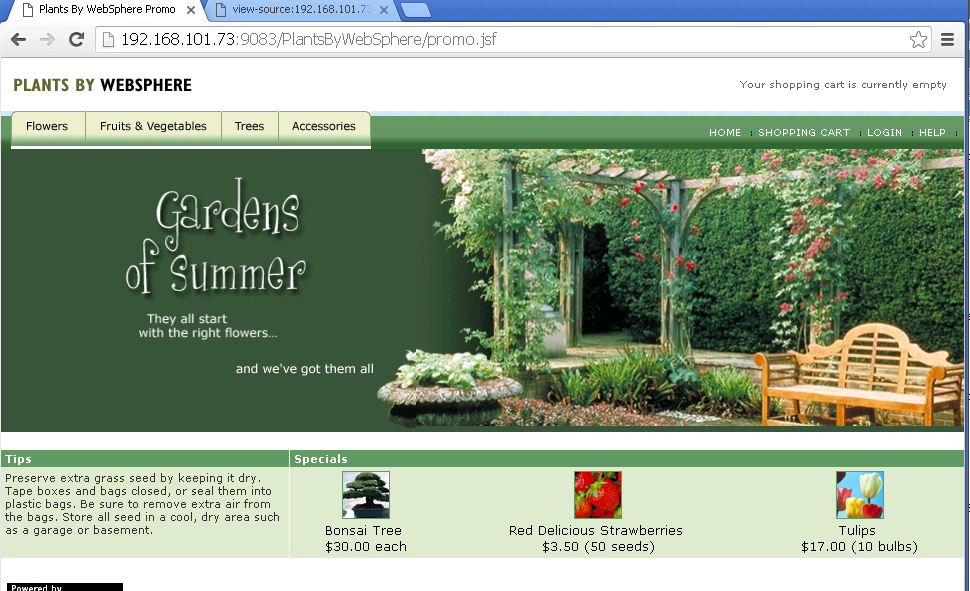 Plants By WebSphere Promo
view-source:192.168.101.73
192.168.101.73:9083/PlantsByWebSphere/promo.jsf
PLANTS BY WEBSPHERE
Your shopping cart is currently empty
Flowers Fruits & Vegetables Trees Accessories
HOME : SHOPPING CART : LOGIN : HELP :
Gardens
of Summer
They all start
with the right flowers...
and we've got them all
Tips
Preserve extra grass seed by keeping it dry.
Tape boxes and bags closed, or seal them into
plastic bags. Be sure to remove extra air from
the bags. Store all seed in a cool, dry area such
as a garage or basement.
Specials
Bonsai Tree
$30.00 each
Red Delicious Strawberries
$3.50 (50 seeds)
Tulips
$17.00 (10 bulbs)
Powered by